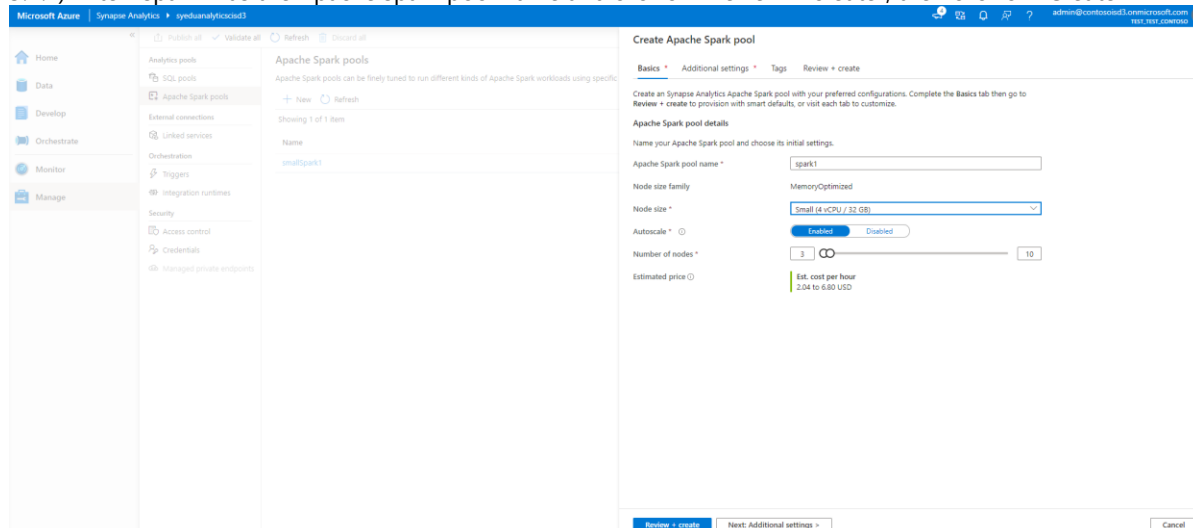 Microsoft Azure | Synapse Analytics ▸ syeduanalyticscisd3
admin@contosoisd3.onmicrosoft.com
TEST_TEST_CONTOSO
Home
Data
Develop
Orchestrate
Monitor
Manage
Publish all Validate all Refresh Discard all
Analytics pools
SQL pools
Apache Spark pools
External connections
Linked services
Orchestration
Triggers
Integration runtimes
Security
Access control
Credentials
Managed private endpoints
Apache Spark pools
Apache Spark pools can be finely tuned to run different kinds of Apache Spark workloads using specific
+ New Refresh
Showing 1 of 1 item
Name
smallSpark1
Create Apache Spark pool
Basics * Additional settings * Tags Review + create
Create an Synapse Analytics Apache Spark pool with your preferred configurations. Complete the Basics tab then go to
Review + create to provision with smart defaults, or visit each tab to customize.
Apache Spark pool details
Name your Apache Spark pool and choose its initial settings.
Apache Spark pool name * spark1
Node size family MemoryOptimized
Node size * Small (4 vCPU / 32 GB)
Autoscale * Enabled Disabled
Number of nodes * 3 10
Estimated price Est. cost per hour
2.04 to 6.80 USD
Review + create Next: Additional settings > Cancel